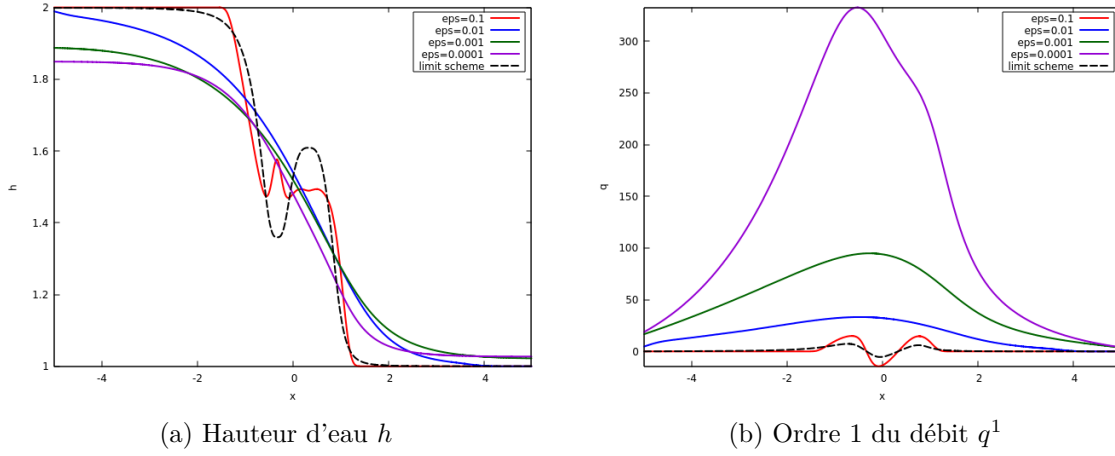 2
1.8
1.6
1.4
1.2
1
-4
-2
0
2
4
h
x
eps=0.1
eps=0.01
eps=0.001
eps=0.0001
limit scheme
300
250
200
150
100
50
0
-4
-2
0
2
4
q
x
eps=0.1
eps=0.01
eps=0.001
eps=0.0001
limit scheme
(a) Hauteur d'eau h
(b) Ordre 1 du débit q¹